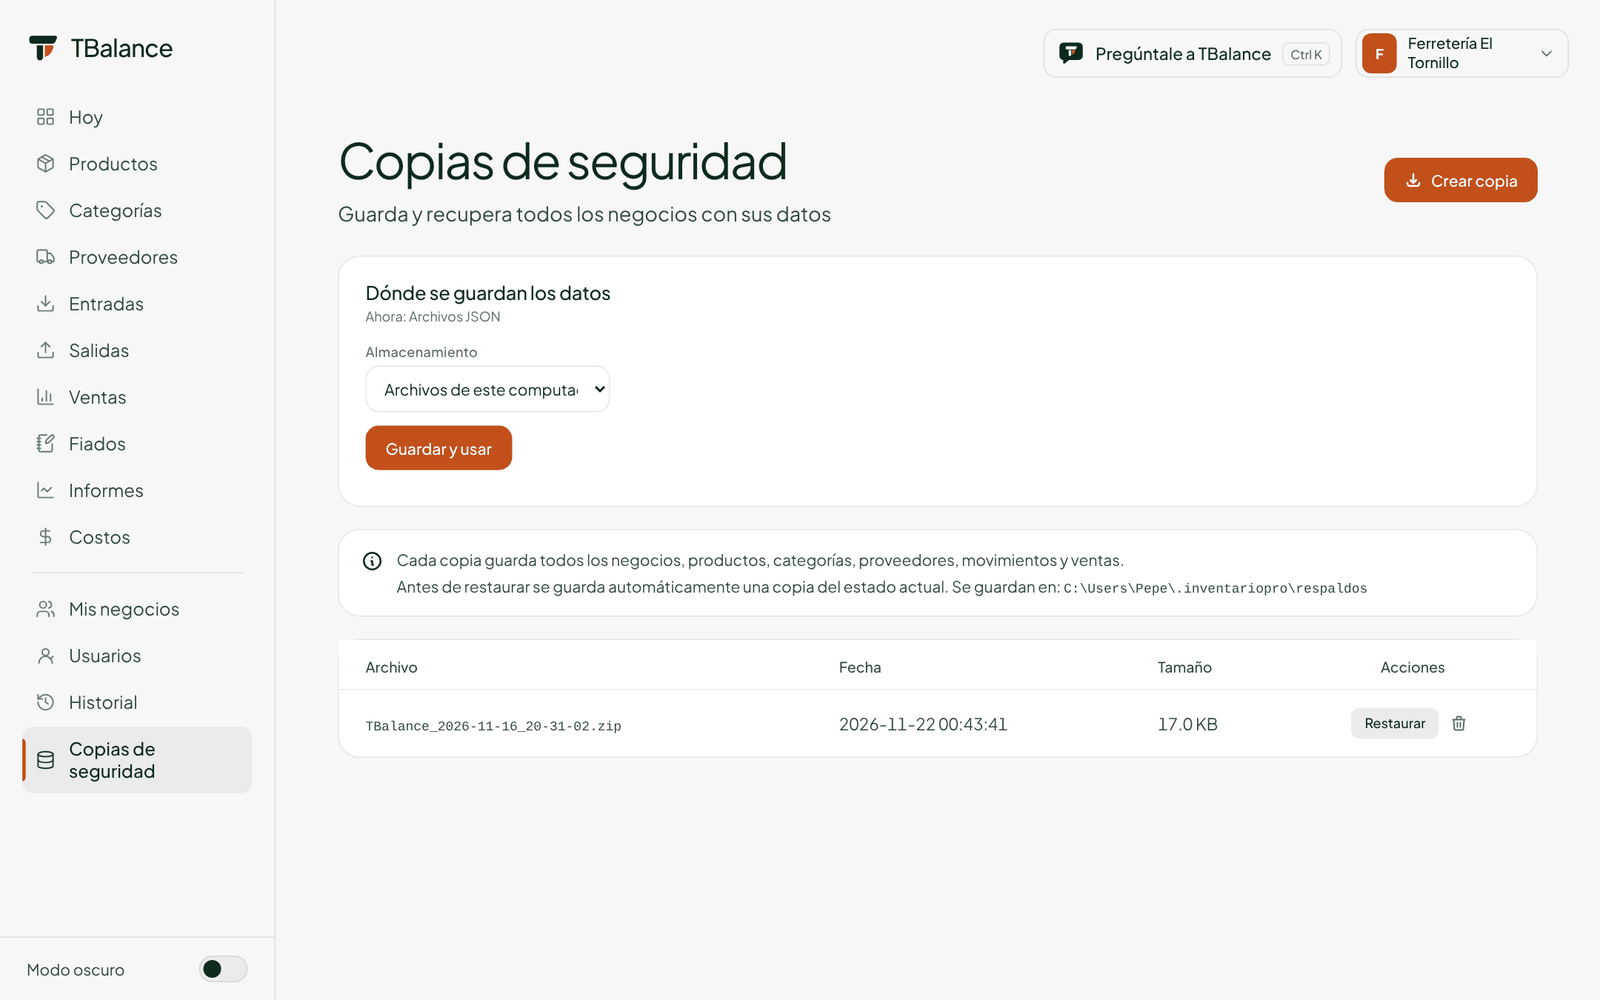 TBalance
Pregúntale a TBalance
Ctrl K
F
Ferretería El
Tornillo
Hoy
Productos
Categorías
Proveedores
Entradas
Salidas
Ventas
Fiados
Informes
Costos
Mis negocios
Usuarios
Historial
Copias de
seguridad
Modo oscuro
Copias de seguridad
Guarda y recupera todos los negocios con sus datos
Crear copia
Dónde se guardan los datos
Ahora: Archivos JSON
Almacenamiento
Archivos de este computa
Guardar y usar
Cada copia guarda todos los negocios, productos, categorías, proveedores, movimientos y ventas.
Antes de restaurar se guarda automáticamente una copia del estado actual. Se guardan en: C:\Users\Pepe\.inventariopro\respaldos
Archivo Fecha Tamaño Acciones
TBalance_2026-11-16_20-31-02.zip 2026-11-22 00:43:41 17.0 KB Restaurar